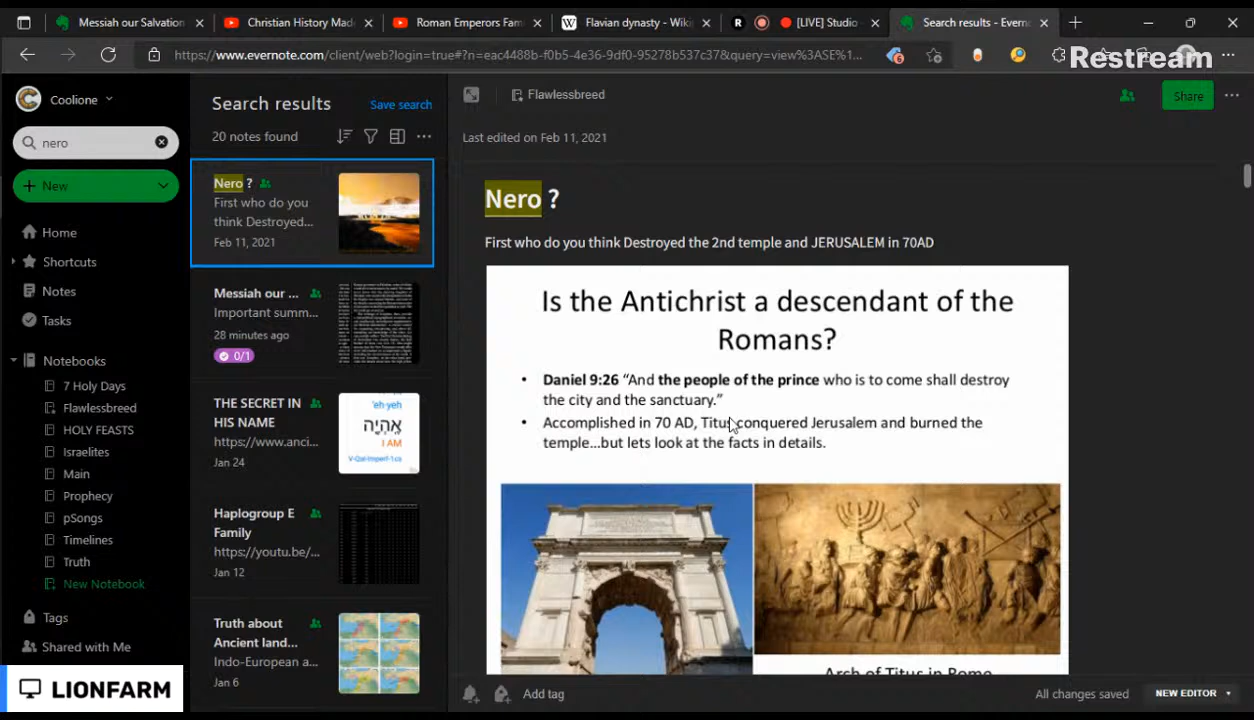 Messiah our Salvation
Christian History Made
Roman Emperors Fam
W
Flavian dynasty - Wiki
R
[LIVE] Studio -
Search results - Everno
https://www.evernote.com/client/web?login=true#?n=eac4488b-f0b5-4e36-9df0-95278b537c37&query=view%3ASE%1...
6
Restream
Coolione
nero
New
Home
Shortcuts
Notes
Tasks
Notebooks
7 Holy Days
Flawlessbreed
HOLY FEASTS
Israelites
Main
Prophecy
pSongs
Timelines
Truth
New Notebook
Tags
Shared with Me
LIONFARM
Search results
Save search
20 notes found
Nero ?
First who do you
think Destroyed...
Feb 11, 2021
Messiah our ...
Important summ...
28 minutes ago
0/1
THE SECRET IN
HIS NAME
https://www.anci...
Jan 24
'eh·yeh
אֶֽהְיֶ֑ה
I AM
V-Qal-Imperf-1cs
Haplogroup E
Family
https://youtu.be/...
Jan 12
Truth about
Ancient land...
Indo-European a...
Jan 6
Flawlessbreed
Share
Last edited on Feb 11, 2021
Nero ?
First who do you think Destroyed the 2nd temple and JERUSALEM in 70AD
Is the Antichrist a descendant of the
Romans?
• Daniel 9:26 “And the people of the prince who is to come shall destroy
the city and the sanctuary.”
• Accomplished in 70 AD, Titus conquered Jerusalem and burned the
temple...but lets look at the facts in details.
Arch of Titus in Rome
Add tag
All changes saved
NEW EDITOR